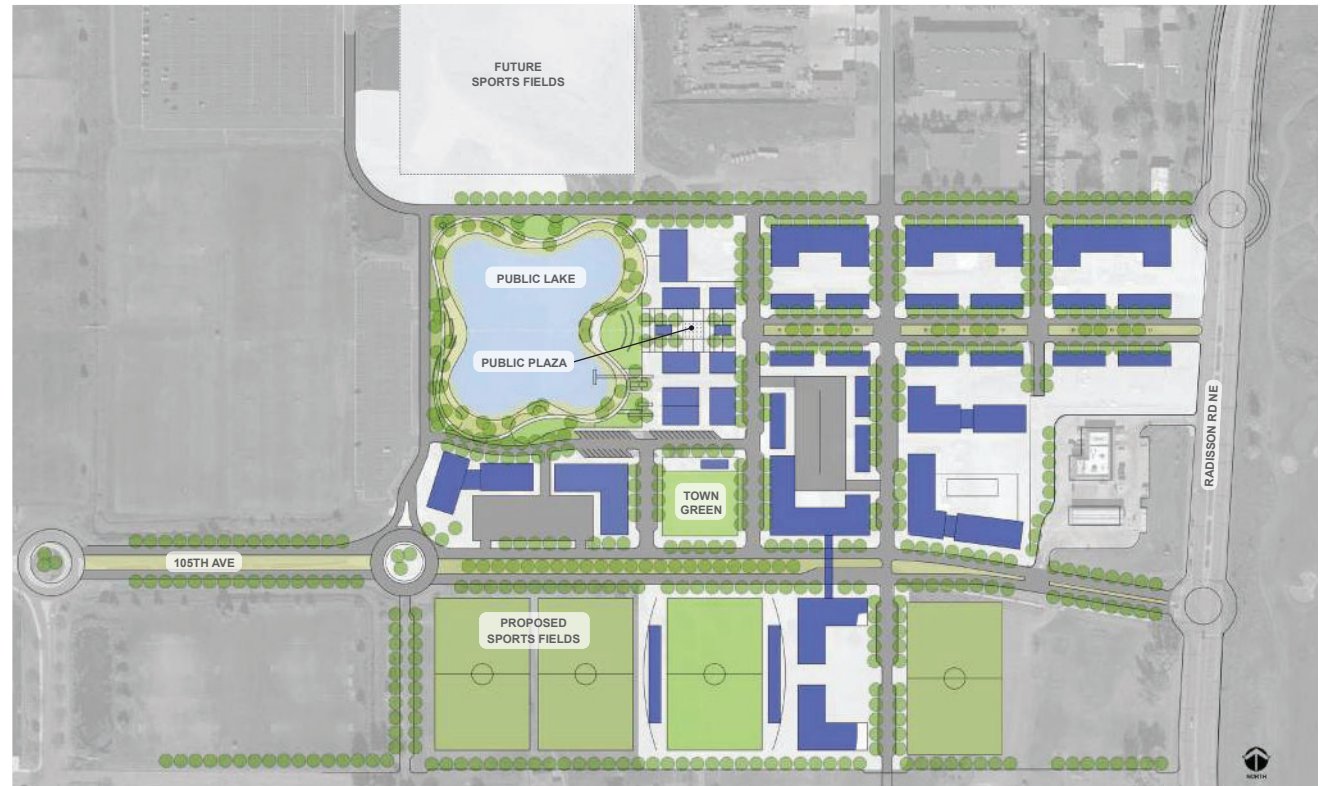 FUTURE
SPORTS FIELDS
PUBLIC LAKE
PUBLIC PLAZA
TOWN
GREEN
RADISSON RD NE
105TH AVE
PROPOSED
SPORTS FIELDS
NORTH